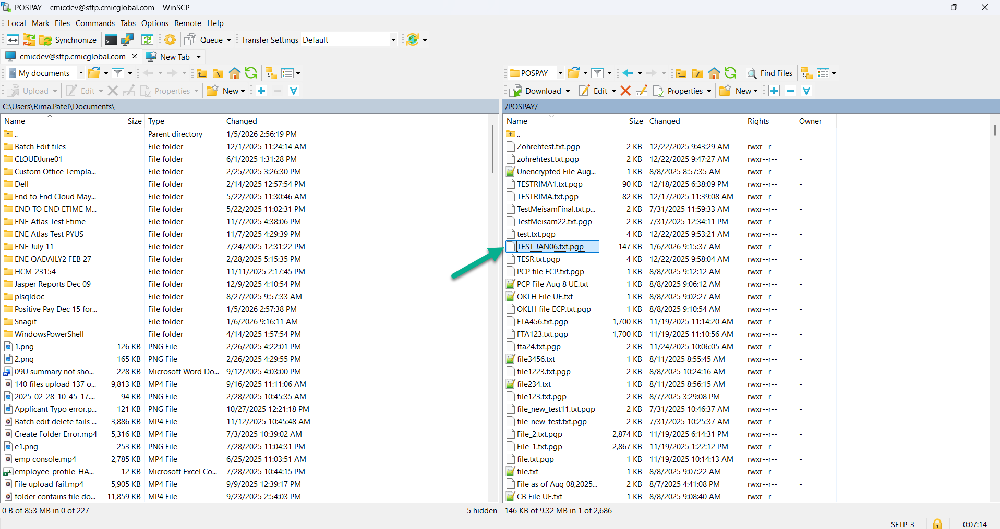 POSPAY – cmicdev@sftp.cmicglobal.com – WinSCP
Local Mark Files Commands Tabs Options Remote Help
Synchronize Queue Transfer Settings Default
cmicdev@sftp.cmicglobal.com × New Tab
My documents
Upload Edit Properties New
C:\Users\Rima.Patel\Documents\
Name Size Type Changed
.. Parent directory 1/5/2026 2:56:19 PM
Batch Edit files File folder 12/1/2025 11:24:14 AM
CLOUDJune01 File folder 6/1/2025 1:31:28 PM
Custom Office Templa... File folder 2/25/2025 3:26:30 PM
Dell File folder 2/14/2025 12:57:54 PM
End to End Cloud May... File folder 5/22/2025 11:30:46 AM
END TO END ETIME M... File folder 5/22/2025 11:02:31 PM
ENE Atlas Test Etime File folder 11/7/2025 4:38:06 PM
ENE Atlas Test PYUS File folder 11/7/2025 4:29:39 PM
ENE July 11 File folder 7/24/2025 12:31:22 PM
ENE QADAILY2 FEB 27 File folder 2/28/2025 5:15:35 PM
HCM-23154 File folder 11/11/2025 2:17:45 PM
Jasper Reports Dec 09 File folder 12/9/2025 4:10:54 PM
plsqldoc File folder 8/27/2025 9:57:33 AM
Positive Pay Dec 15 for... File folder 1/5/2026 2:57:38 PM
Snagit File folder 1/6/2026 9:16:11 AM
WindowsPowerShell File folder 4/14/2025 1:57:54 PM
1.png 126 KB PNG File 2/26/2025 4:22:01 PM
2.png 165 KB PNG File 2/26/2025 4:29:55 PM
09U summary not sho... 228 KB Microsoft Word Do... 9/12/2025 4:03:00 PM
140 files upload 137 o... 9,813 KB MP4 File 9/16/2025 11:11:06 AM
2025-02-28_10-45-17.... 94 KB PNG File 2/28/2025 10:45:35 AM
Applicant Typo error.p... 121 KB PNG File 10/27/2025 12:21:18 PM
Batch edit delete fails ... 3,886 KB MP4 File 11/12/2025 10:45:48 AM
Create Folder Error.mp4 5,316 KB MP4 File 7/3/2025 10:39:02 AM
e1.png 253 KB PNG File 7/28/2025 11:04:31 PM
emp console.mp4 2,785 KB MP4 File 6/25/2025 11:03:51 AM
employee_profile-HA... 12 KB Microsoft Excel Co... 7/28/2025 10:44:15 PM
File upload fail.mp4 5,905 KB MP4 File 9/9/2025 12:39:17 PM
folder contains file do... 11,859 KB MP4 File 9/23/2025 2:54:03 PM
0 B of 853 MB in 0 of 227 5 hidden
POSPAY Find Files
Download Edit Properties New
/POSPAY/
Name Size Changed Rights Owner
..
Zohrehtest.txt.pgp 2 KB 12/22/2025 9:43:29 AM rwxr--r-- -
zohrehtest.txt.pgp 2 KB 12/22/2025 9:47:27 AM rwxr--r-- -
Unencrypted File Aug... 1 KB 8/8/2025 8:57:35 AM rwxr--r-- -
TESTRIMA1.txt.pgp 90 KB 12/18/2025 6:38:09 PM rwxr--r-- -
TESTRIMA.txt.pgp 82 KB 12/17/2025 11:39:08 AM rwxr--r-- -
TestMeisamFinal.txt.p... 2 KB 7/31/2025 11:59:33 AM rwxr--r-- -
TestMeisam22.txt.pgp 2 KB 7/31/2025 12:34:11 PM rwxr--r-- -
test.txt.pgp 4 KB 12/22/2025 9:53:21 AM rwxr--r-- -
TEST JAN06.txt.pgp 147 KB 1/6/2026 9:15:37 AM rwxr--r-- -
TESR.txt.pgp 4 KB 12/22/2025 9:58:04 AM rwxr--r-- -
PCP file ECP.txt.pgp 1 KB 8/8/2025 9:12:12 AM rwxr--r-- -
PCP File Aug 8 UE.txt 1 KB 8/8/2025 9:06:12 AM rwxr--r-- -
OKLH File UE.txt 1 KB 8/8/2025 9:02:27 AM rwxr--r-- -
OKLH file ECP.txt.pgp 1 KB 8/8/2025 9:10:54 AM rwxr--r-- -
FTA456.txt.pgp 1,700 KB 11/19/2025 11:14:20 AM rwxr--r-- -
FTA123.txt.pgp 1,700 KB 11/19/2025 11:10:56 AM rwxr--r-- -
fta24.txt.pgp 2 KB 11/24/2025 10:06:05 AM rwxr--r-- -
file3456.txt 1 KB 8/11/2025 8:55:45 AM rwxr--r-- -
file1223.txt.pgp 2 KB 8/8/2025 10:24:16 AM rwxr--r-- -
file234.txt 1 KB 8/11/2025 8:56:15 AM rwxr--r-- -
file123.txt.pgp 2 KB 8/7/2025 3:29:08 PM rwxr--r-- -
file_new_test11.txt.pgp 2 KB 7/31/2025 10:46:37 AM rwxr--r-- -
file_new_test.txt.pgp 2 KB 7/31/2025 10:25:37 AM rwxr--r-- -
File_2.txt.pgp 2,874 KB 11/19/2025 6:14:31 PM rwxr--r-- -
File_1.txt.pgp 2,867 KB 11/19/2025 1:22:12 PM rwxr--r-- -
file.txt.pgp 1 KB 11/19/2025 10:14:13 AM rwxr--r-- -
file.txt 1 KB 8/8/2025 9:07:22 AM rwxr--r-- -
File as of Aug 08,2025... 2 KB 8/7/2025 4:41:08 PM rwxr--r-- -
CB File UE.txt 1 KB 8/8/2025 9:08:40 AM rwxr--r-- -
146 KB of 9.32 MB in 1 of 2,686
SFTP-3 0:07:14